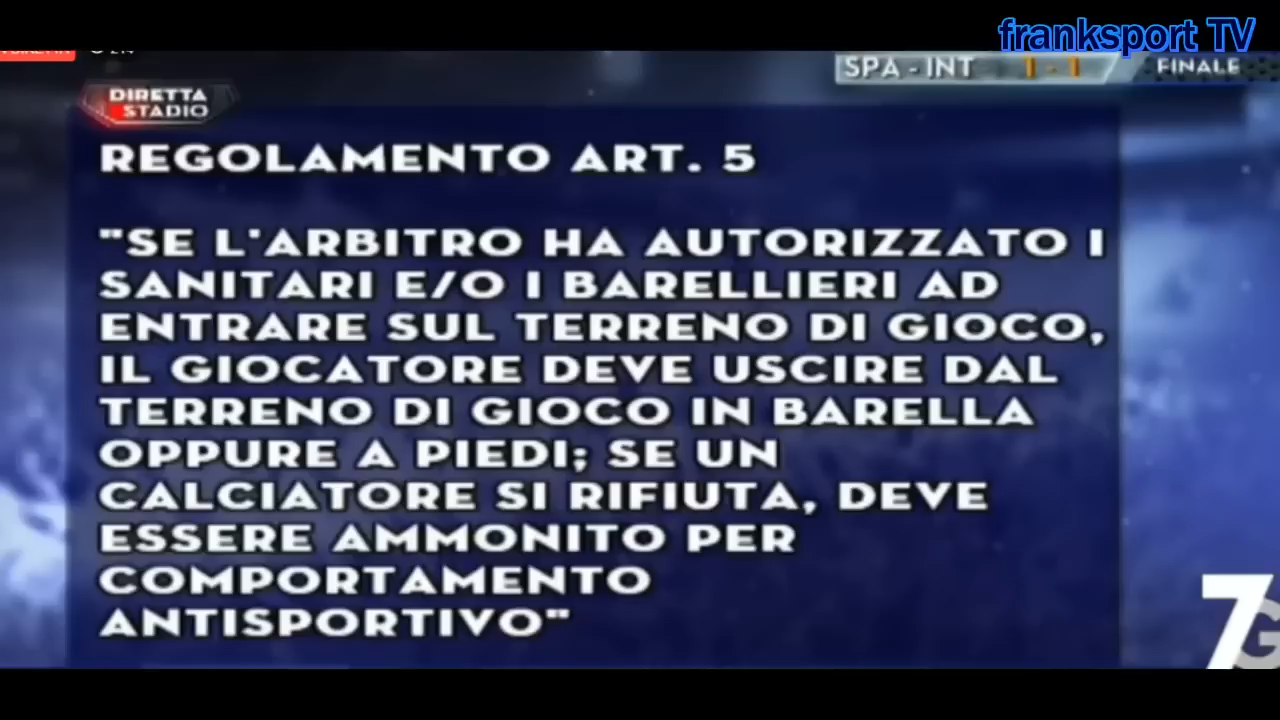 franksport TV
SPA - INT 1 - 1 FINALE
DIRETTA
STADIO
REGOLAMENTO ART. 5
"SE L'ARBITRO HA AUTORIZZATO I
SANITARI E/O I BARELLIERI AD
ENTRARE SUL TERRENO DI GIOCO,
IL GIOCATORE DEVE USCIRE DAL
TERRENO DI GIOCO IN BARELLA
OPPURE A PIEDI; SE UN
CALCIATORE SI RIFIUTA, DEVE
ESSERE AMMONITO PER
COMPORTAMENTO
ANTISPORTIVO"
7G